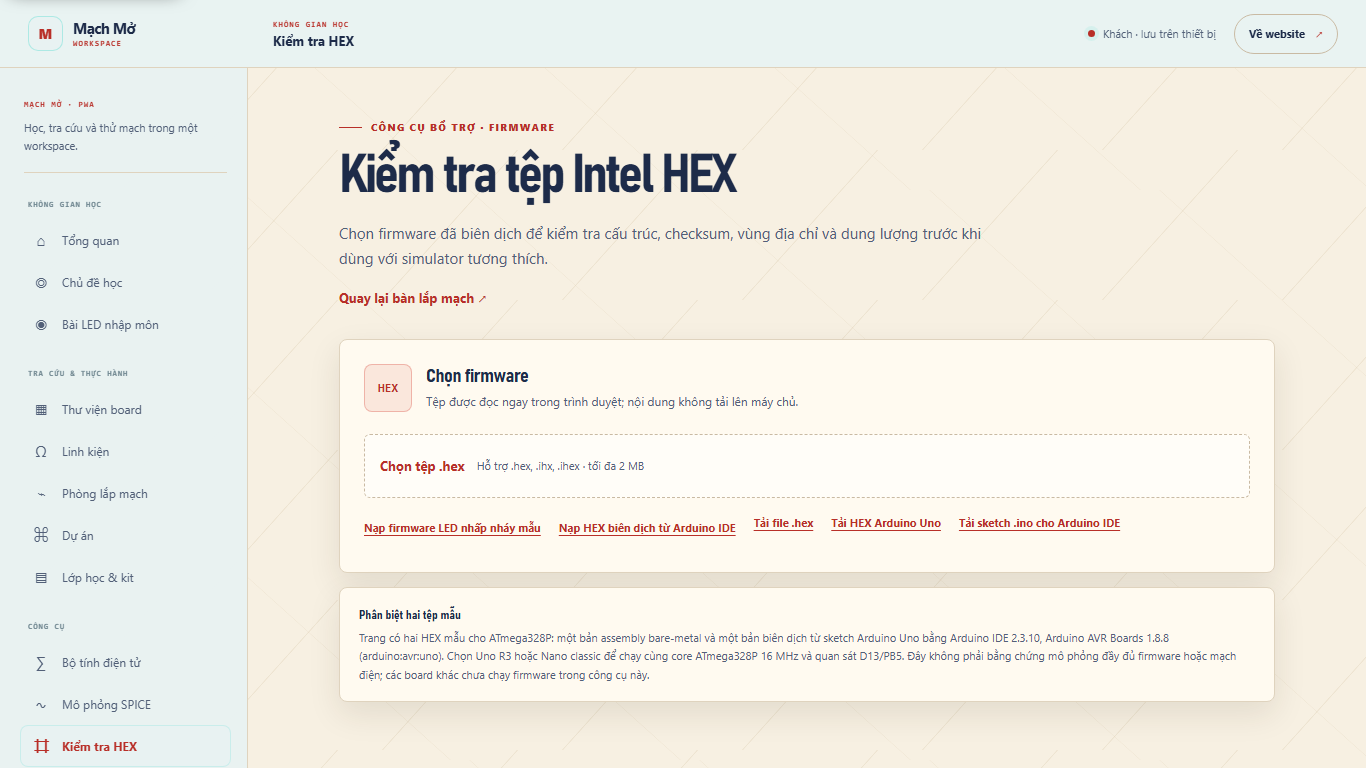 M
Mạch Mở
WORKSPACE
KHÔNG GIAN HỌC
Kiểm tra HEX
Khách · lưu trên thiết bị
Về website ↗
MẠCH MỞ · PWA
Học, tra cứu và thử mạch trong một
workspace.
KHÔNG GIAN HỌC
Tổng quan
Chủ đề học
Bài LED nhập môn
TRA CỨU & THỰC HÀNH
Thư viện board
Linh kiện
Phòng lắp mạch
Dự án
Lớp học & kit
CÔNG CỤ
Bộ tính điện tử
Mô phỏng SPICE
Kiểm tra HEX
CÔNG CỤ BỔ TRỢ · FIRMWARE
Kiểm tra tệp Intel HEX
Chọn firmware đã biên dịch để kiểm tra cấu trúc, checksum, vùng địa chỉ và dung lượng trước khi
dùng với simulator tương thích.
Quay lại bàn lắp mạch ↗
HEX
Chọn firmware
Tệp được đọc ngay trong trình duyệt; nội dung không tải lên máy chủ.
Chọn tệp .hex Hỗ trợ .hex, .ihx, .ihex · tối đa 2 MB
Nạp firmware LED nhấp nháy mẫu Nạp HEX biên dịch từ Arduino IDE Tải file .hex Tải HEX Arduino Uno Tải sketch .ino cho Arduino IDE
Phân biệt hai tệp mẫu
Trang có hai HEX mẫu cho ATmega328P: một bản assembly bare-metal và một bản biên dịch từ sketch Arduino Uno bằng Arduino IDE 2.3.10, Arduino AVR Boards 1.8.8
(arduino:avr:uno). Chọn Uno R3 hoặc Nano classic để chạy cùng core ATmega328P 16 MHz và quan sát D13/PB5. Đây không phải bằng chứng mô phỏng đầy đủ firmware hoặc mạch
điện; các board khác chưa chạy firmware trong công cụ này.